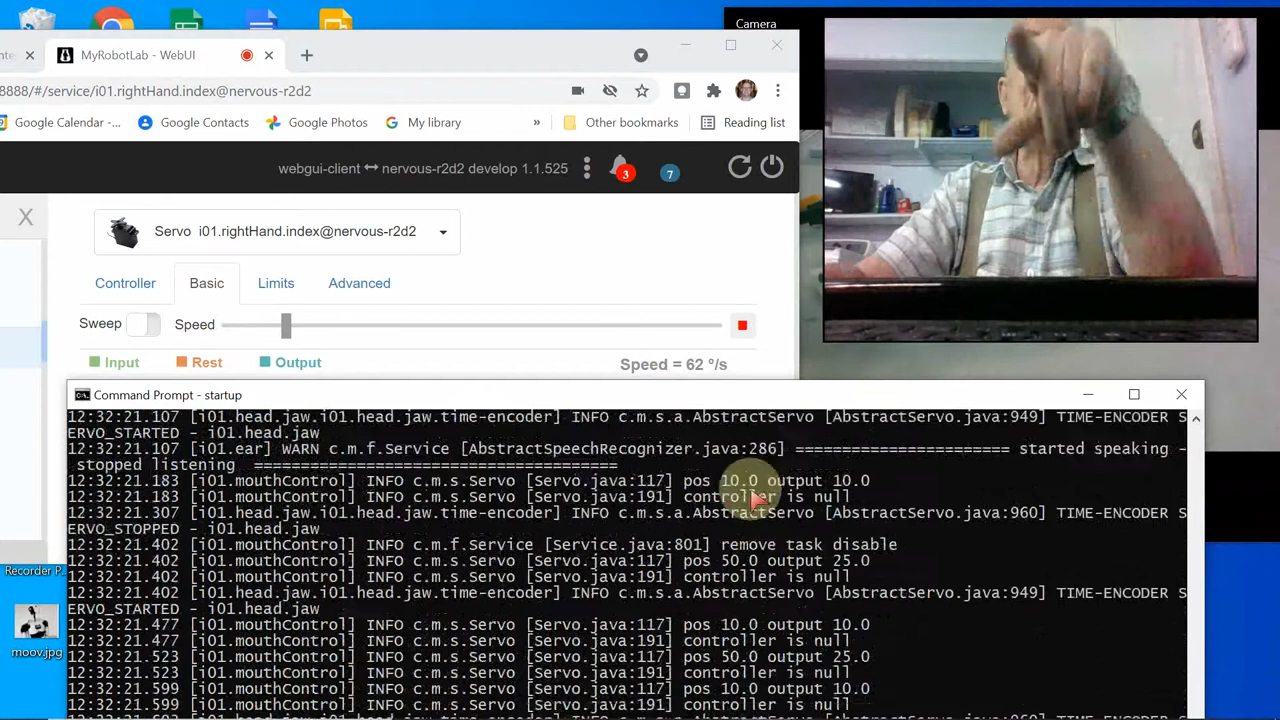 Camera
MyRobotLab - WebUI
8888/#/service/i01.rightHand.index@nervous-r2d2
Google Calendar -...
Google Contacts
Google Photos
My library
»
Other bookmarks
Reading list
webgui-client ↔ nervous-r2d2 develop 1.1.525
3
7
X
Servo i01.rightHand.index@nervous-r2d2
Controller
Basic
Limits
Advanced
Sweep
Speed
Input
Rest
Output
Speed = 62 °/s
Command Prompt - startup
12:32:21.107 [i01.head.jaw.i01.head.jaw.time-encoder] INFO c.m.s.a.AbstractServo [AbstractServo.java:949] TIME-ENCODER S
ERVO_STARTED - i01.head.jaw
12:32:21.107 [i01.ear] WARN c.m.f.Service [AbstractSpeechRecognizer.java:286] ======================= started speaking -
stopped listening ======================================
12:32:21.183 [i01.mouthControl] INFO c.m.s.Servo [Servo.java:117] pos 10.0 output 10.0
12:32:21.183 [i01.mouthControl] INFO c.m.s.Servo [Servo.java:191] controller is null
12:32:21.307 [i01.head.jaw.i01.head.jaw.time-encoder] INFO c.m.s.a.AbstractServo [AbstractServo.java:960] TIME-ENCODER S
ERVO_STOPPED - i01.head.jaw
12:32:21.402 [i01.mouthControl] INFO c.m.f.Service [Service.java:801] remove task disable
12:32:21.402 [i01.mouthControl] INFO c.m.s.Servo [Servo.java:117] pos 50.0 output 25.0
12:32:21.402 [i01.mouthControl] INFO c.m.s.Servo [Servo.java:191] controller is null
12:32:21.402 [i01.head.jaw.i01.head.jaw.time-encoder] INFO c.m.s.a.AbstractServo [AbstractServo.java:949] TIME-ENCODER S
ERVO_STARTED - i01.head.jaw
12:32:21.477 [i01.mouthControl] INFO c.m.s.Servo [Servo.java:117] pos 10.0 output 10.0
12:32:21.477 [i01.mouthControl] INFO c.m.s.Servo [Servo.java:191] controller is null
12:32:21.523 [i01.mouthControl] INFO c.m.s.Servo [Servo.java:117] pos 50.0 output 25.0
12:32:21.523 [i01.mouthControl] INFO c.m.s.Servo [Servo.java:191] controller is null
12:32:21.599 [i01.mouthControl] INFO c.m.s.Servo [Servo.java:117] pos 10.0 output 10.0
12:32:21.599 [i01.mouthControl] INFO c.m.s.Servo [Servo.java:191] controller is null
Recorder P...
moov.jpg